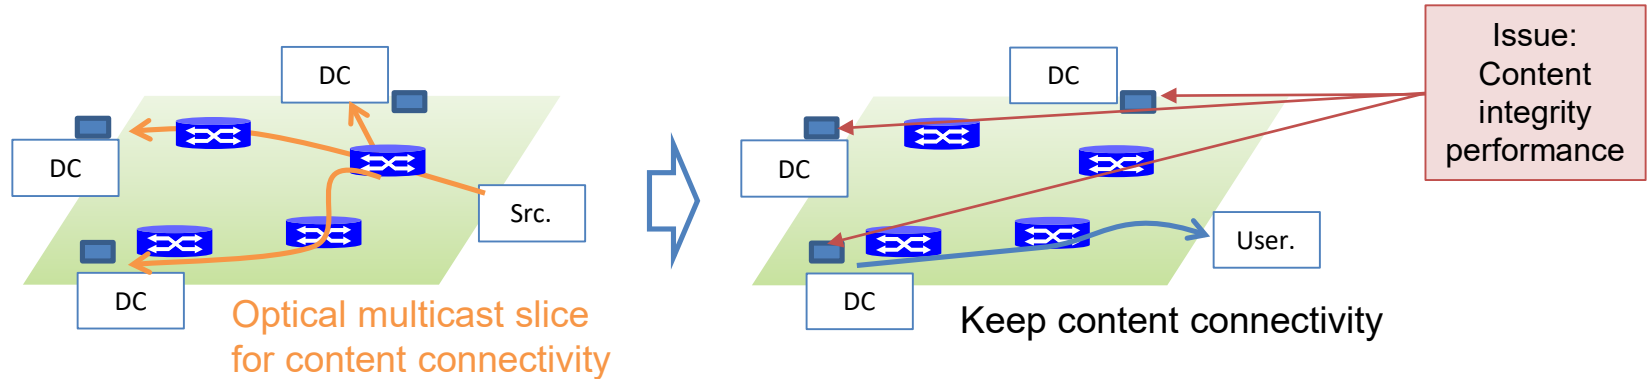 DC
DC
Src.
DC
Optical multicast slice
for content connectivity
Issue:
Content
integrity
performance
DC
DC
User.
DC
Keep content connectivity